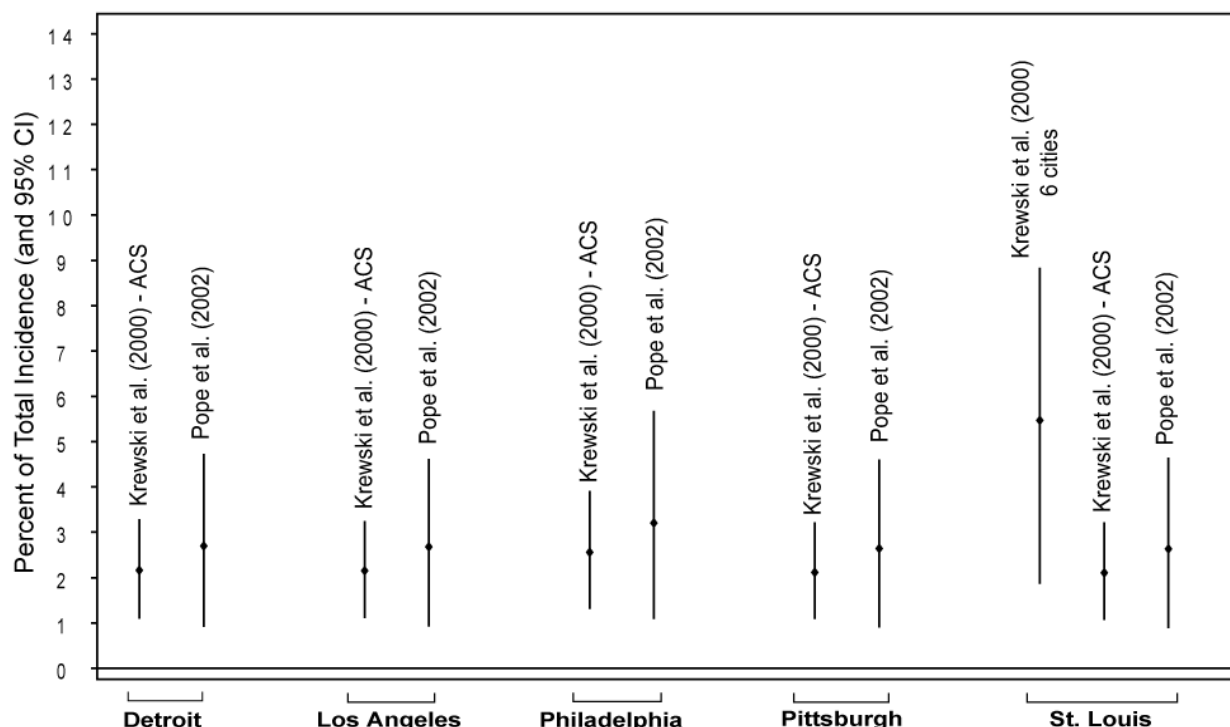 Percent of Total Incidence (and 95% CI)
14
13
12
11
10
9
8
7
6
5
4
3
2
1
0
Krewski et al. (2000) - ACS
Pope et al. (2002)
Krewski et al. (2000) - ACS
Pope et al. (2002)
Krewski et al. (2000) - ACS
Pope et al. (2002)
Krewski et al. (2000) - ACS
Pope et al. (2002)
Krewski et al. (2000)
6 cities
Krewski et al. (2000) - ACS
Pope et al. (2002)
Detroit
Los Angeles
Philadelphia
Pittsburgh
St. Louis